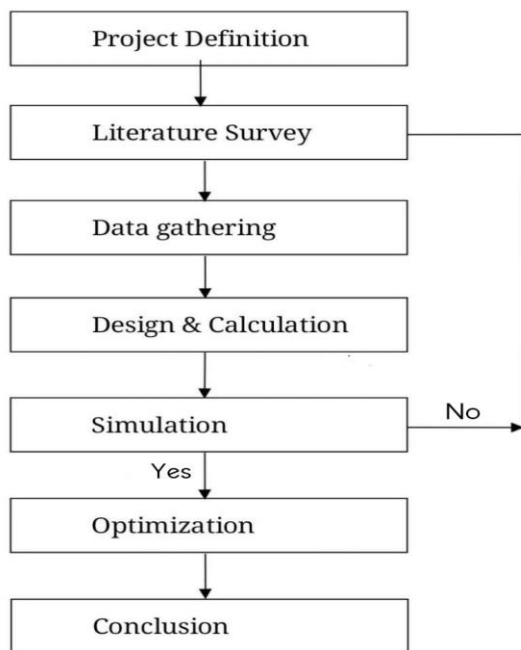 Project Definition
Literature Survey
Data gathering
Design & Calculation
Simulation
No
Yes
Optimization
Conclusion